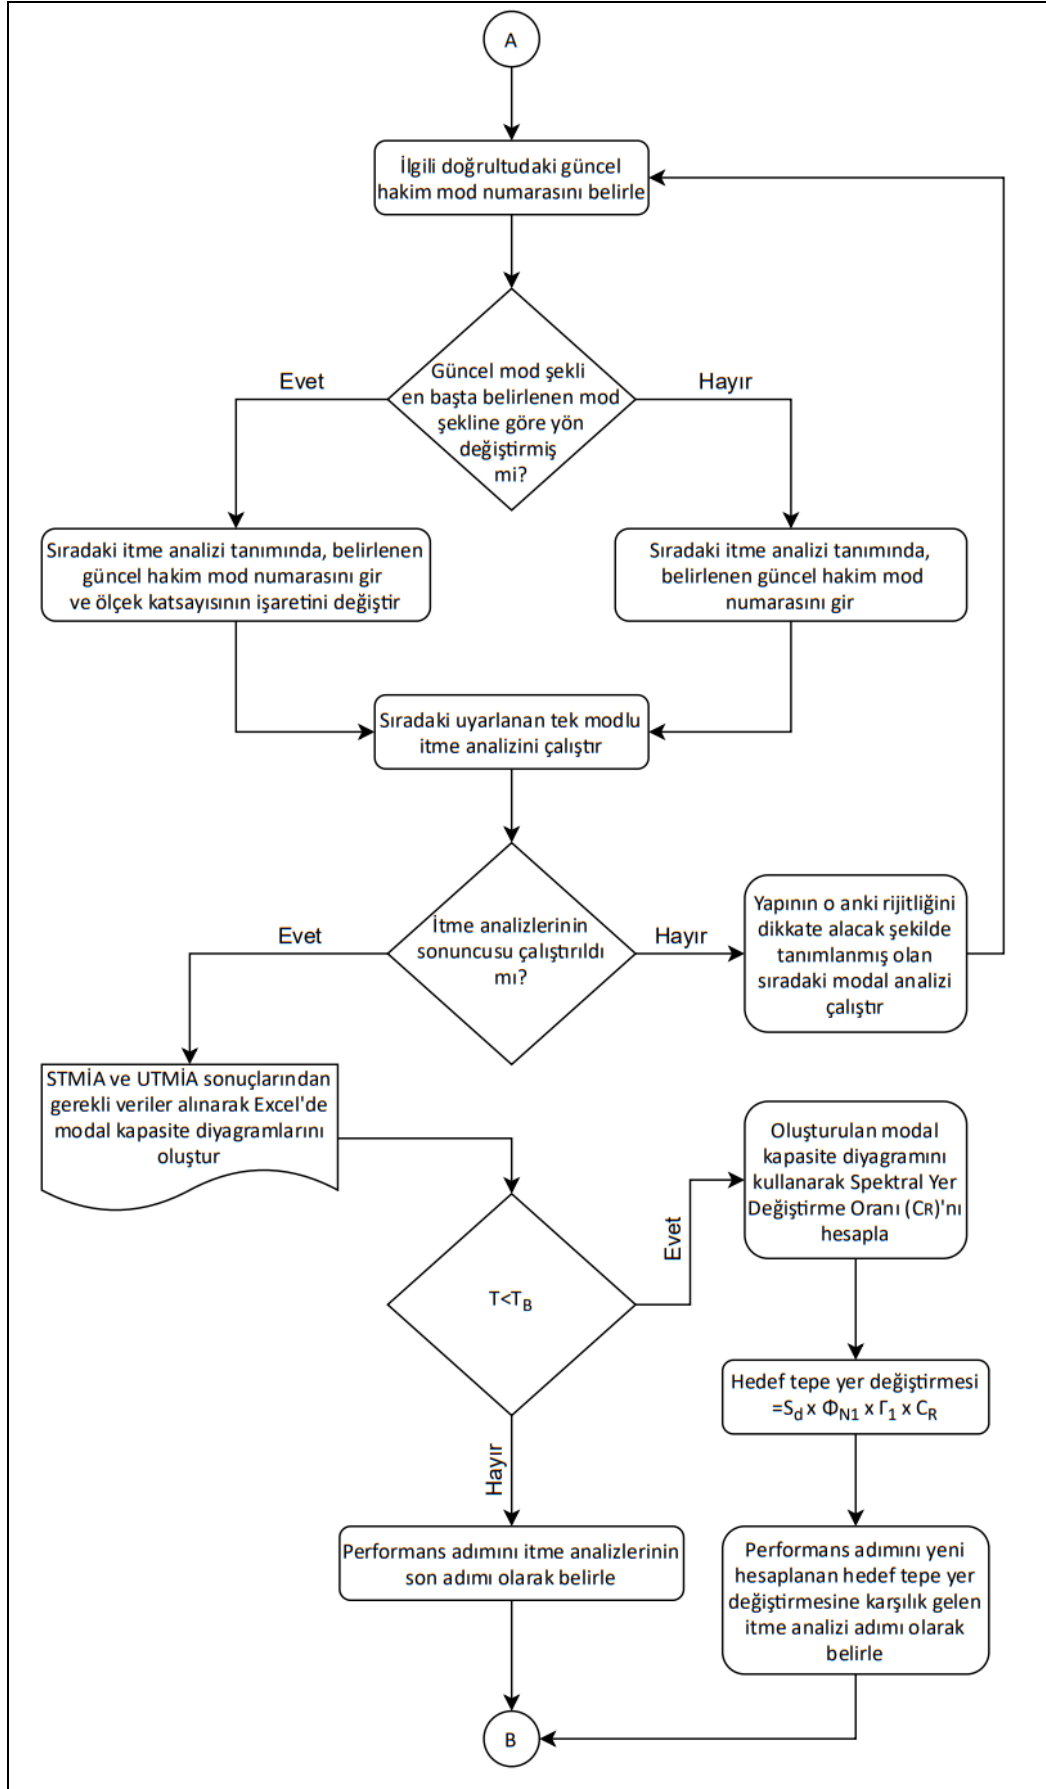 A
İlgili doğrultudaki güncel
hakim mod numarasını belirle
Güncel mod şekli
en başta belirlenen mod
şekline göre yön
değiştirmiş
mi?
Evet
Hayır
Sıradaki itme analizi tanımında, belirlenen
güncel hakim mod numarasını gir
ve ölçek katsayısının işaretini değiştir
Sıradaki itme analizi tanımında,
belirlenen güncel hakim mod
numarasını gir
Sıradaki uyarlanan tek modlu
itme analizini çalıştır
İtme analizlerinin
sonuncusu çalıştırıldı
mı?
Evet
Hayır
Yapının o anki rijitliğini
dikkate alacak şekilde
tanımlanmış olan
sıradaki modal analizi
çalıştır
STMİA ve UTMİA sonuçlarından
gerekli veriler alınarak Excel'de
modal kapasite diyagramlarını
oluştur
T<T_B
Evet
Hayır
Oluşturulan modal
kapasite diyagramını
kullanarak Spektral Yer
Değiştirme Oranı (CR)'nı
hesapla
Hedef tepe yer değiştirmesi
=S_d x Φ_N1 x Γ_1 x C_R
Performans adımını itme analizlerinin
son adımı olarak belirle
Performans adımını yeni
hesaplanan hedef tepe yer
değiştirmesine karşılık gelen
itme analizi adımı olarak
belirle
B